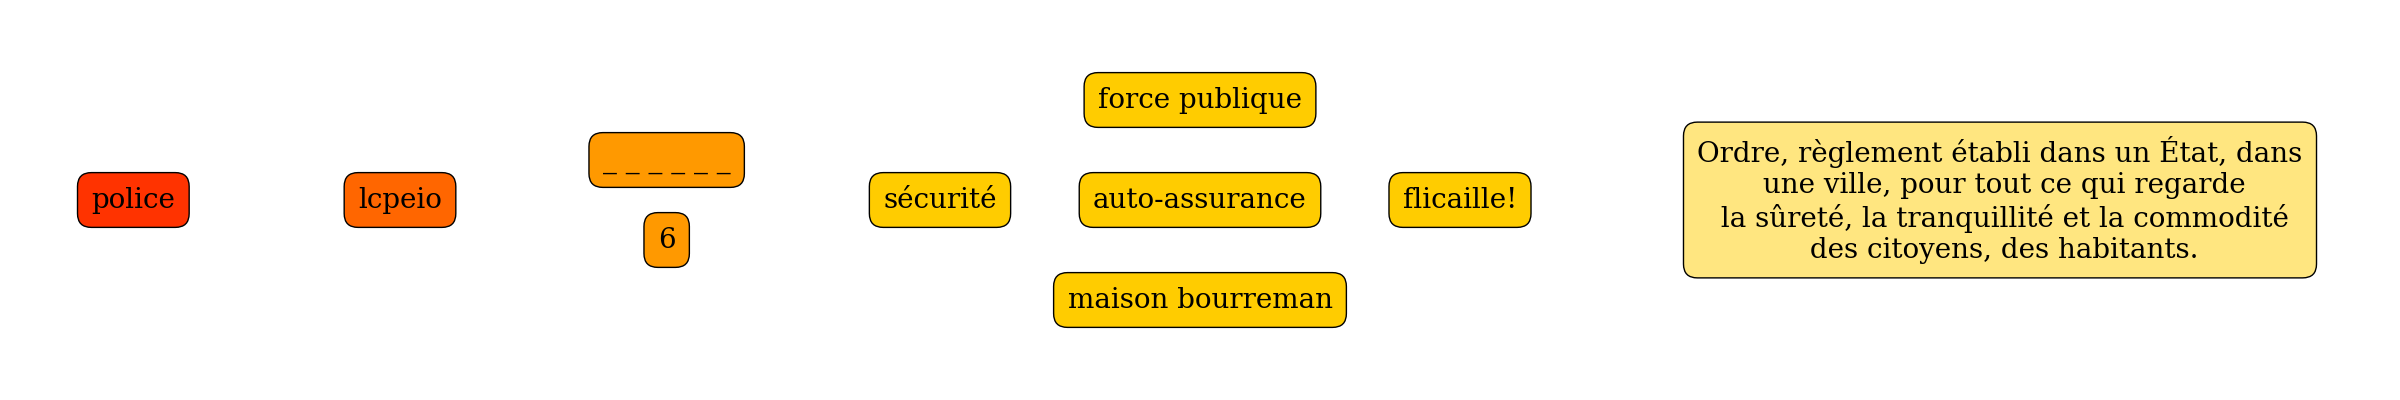 police
lcpeio
_ _ _ _ _ _
6
sécurité
force publique
auto-assurance
maison bourreman
flicaille!
Ordre, règlement établi dans un État, dans
une ville, pour tout ce qui regarde
la sûreté, la tranquillité et la commodité
des citoyens, des habitants.